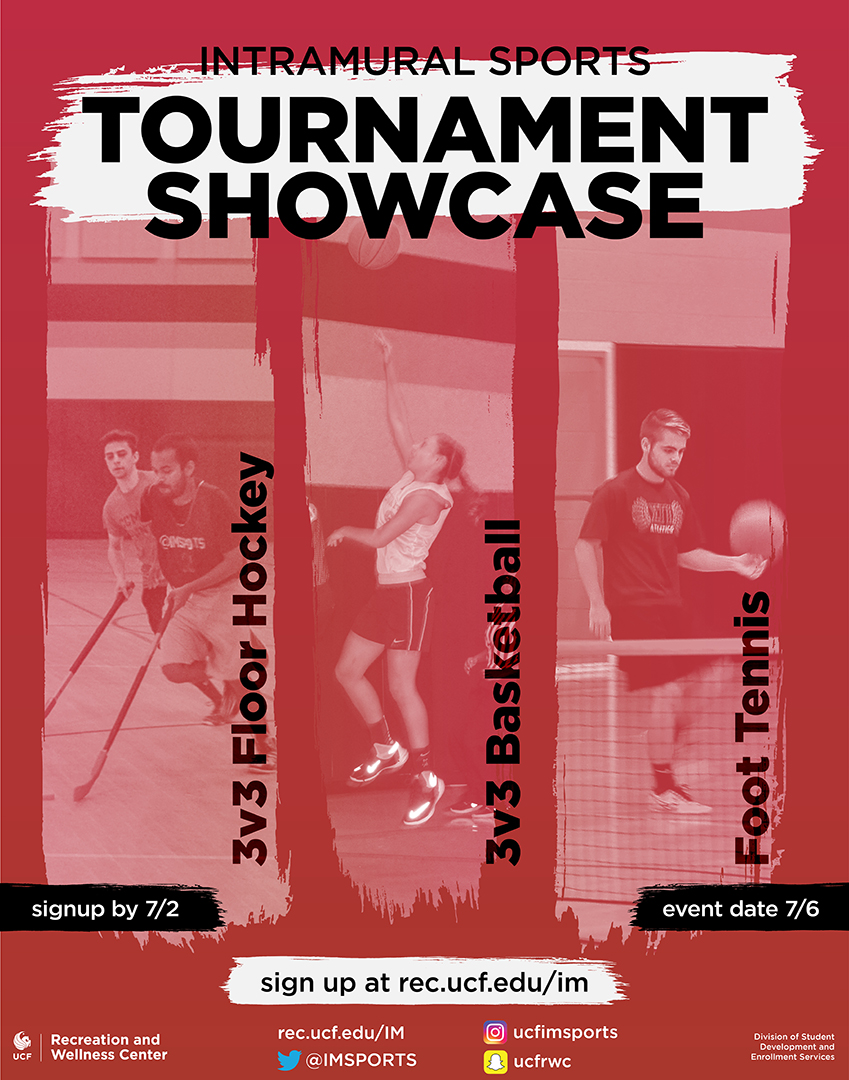 INTRAMURAL SPORTS
TOURNAMENT
SHOWCASE
3v3 Floor Hockey
3v3 Basketball
Foot Tennis
@IMSPORTS
signup by 7/2
event date 7/6
sign up at rec.ucf.edu/im
UCF
Recreation and
Wellness Center
rec.ucf.edu/IM
@IMSPORTS
ucfimsports
ucfrwc
Division of Student
Development and
Enrollment Services